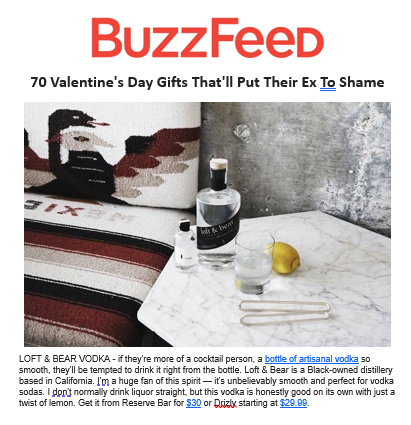 BuzzFeeD
70 Valentine's Day Gifts That'll Put Their Ex To Shame
MEXIC
loft & bear
LOFT & BEAR VODKA - if they're more of a cocktail person, a bottle of artisanal vodka so
smooth, they'll be tempted to drink it right from the bottle. Loft & Bear is a Black-owned distillery
based in California. I'm a huge fan of this spirit — it's unbelievably smooth and perfect for vodka
sodas. I don't normally drink liquor straight, but this vodka is honestly good on its own with just a
twist of lemon. Get it from Reserve Bar for $30 or Drizly starting at $29.99.